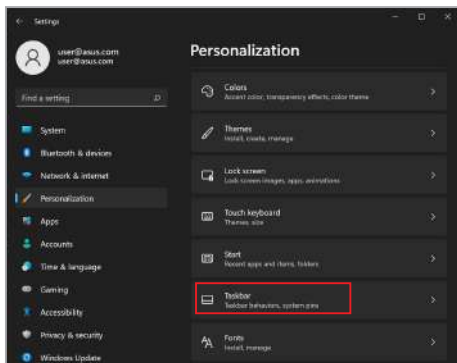 Settings
user@asus.com
user@asus.com
Find a setting
System
Bluetooth & devices
Network & internet
Personalization
Apps
Accounts
Time & language
Gaming
Accessibility
Privacy & security
Windows Update
Personalization
Colors
Accent color, transparency effects, color theme
Themes
Install, create, manage
Lock screen
Lock screen images, apps, animations
Touch keyboard
Themes, size
Start
Recent apps and items, folders
Taskbar
Taskbar behaviors, system pins
Fonts
Install, manage